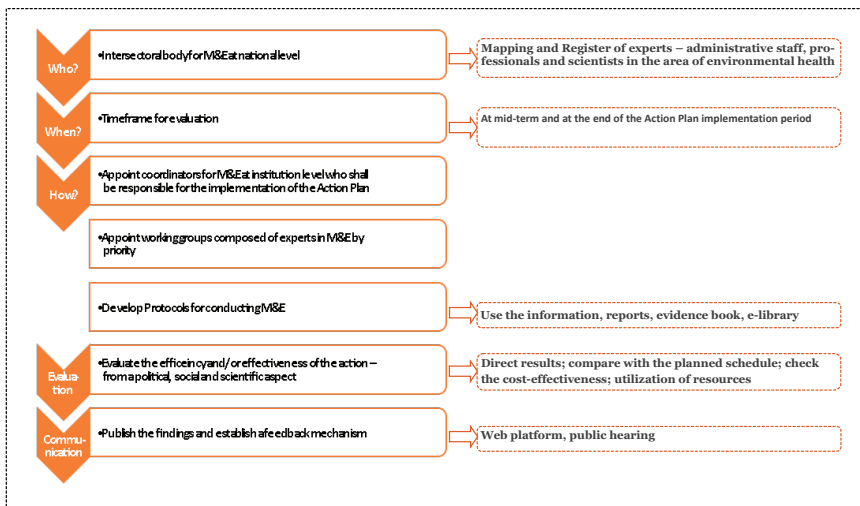 Who?
•Intersectoral body for M&E at national level
Mapping and Register of experts – administrative staff, pro-
fessionals and scientists in the area of environmental health
When?
•Timeframe for evaluation
At mid-term and at the end of the Action Plan implementation period
How?
•Appoint coordinators for M&E at institution level who shall
be responsible for the implementation of the Action Plan
•Appoint working groups composed of experts in M&E by
priority
•Develop Protocols for conducting M&E
Use the information, reports, evidence book, e-library
Evalua-
tion
•Evaluate the efficeincy and/or effectiveness of the action –
from a political, social and scientific aspect
Direct results; compare with the planned schedule; check
the cost-effectiveness; utilization of resources
Commu-
nication
•Publish the findings and establish a feedback mechanism
Web platform, public hearing